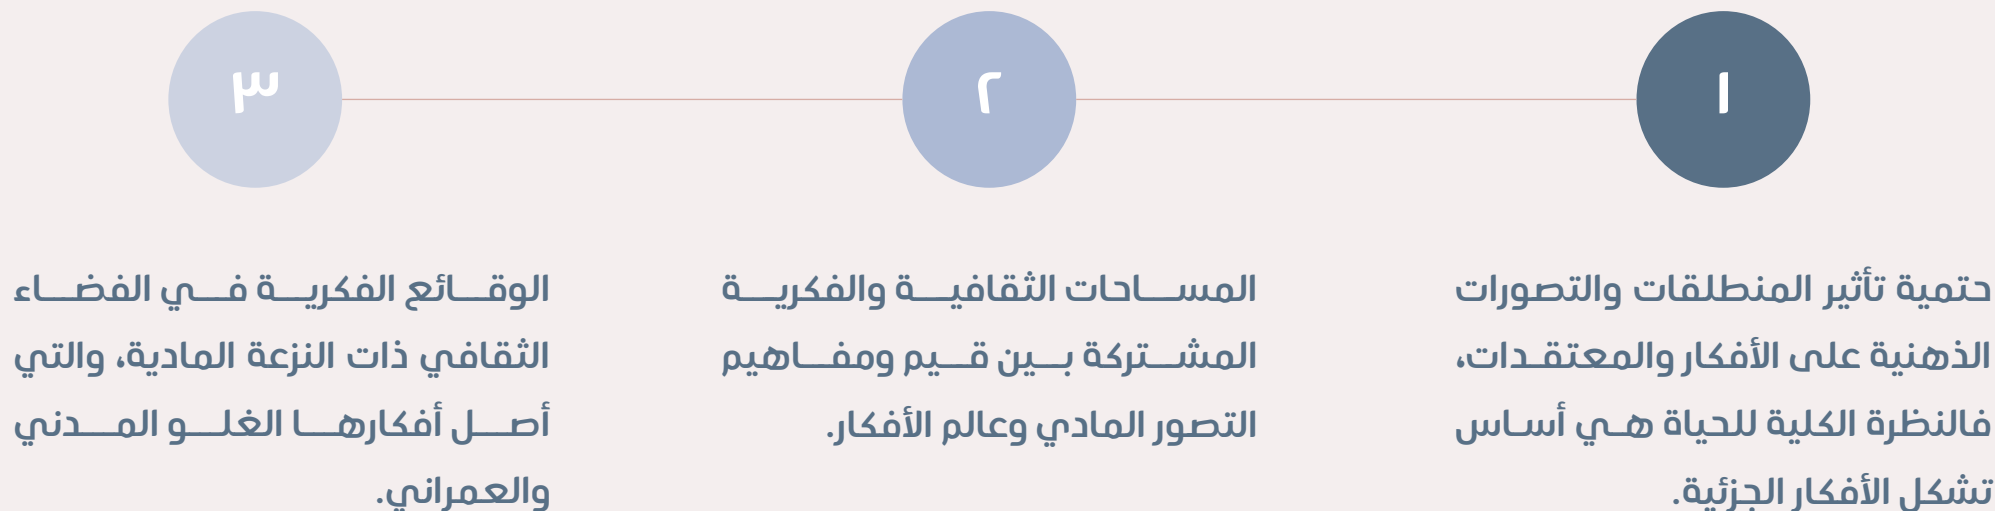 ١
حتمية تأثير المنطلقات والتصورات
الذهنية على الأفكار والمعتقدات،
فالنظرة الكلية للحياة هي أساس
تشكل الأفكار الجزئية.
٢
المساحات الثقافية والفكرية
المشتركة بين قيم ومفاهيم
التصور المادي وعالم الأفكار.
٣
الوقائع الفكرية في الفضاء
الثقافي ذات النزعة المادية، والتي
أصل أفكارها الغلو المدني
والعمراني.